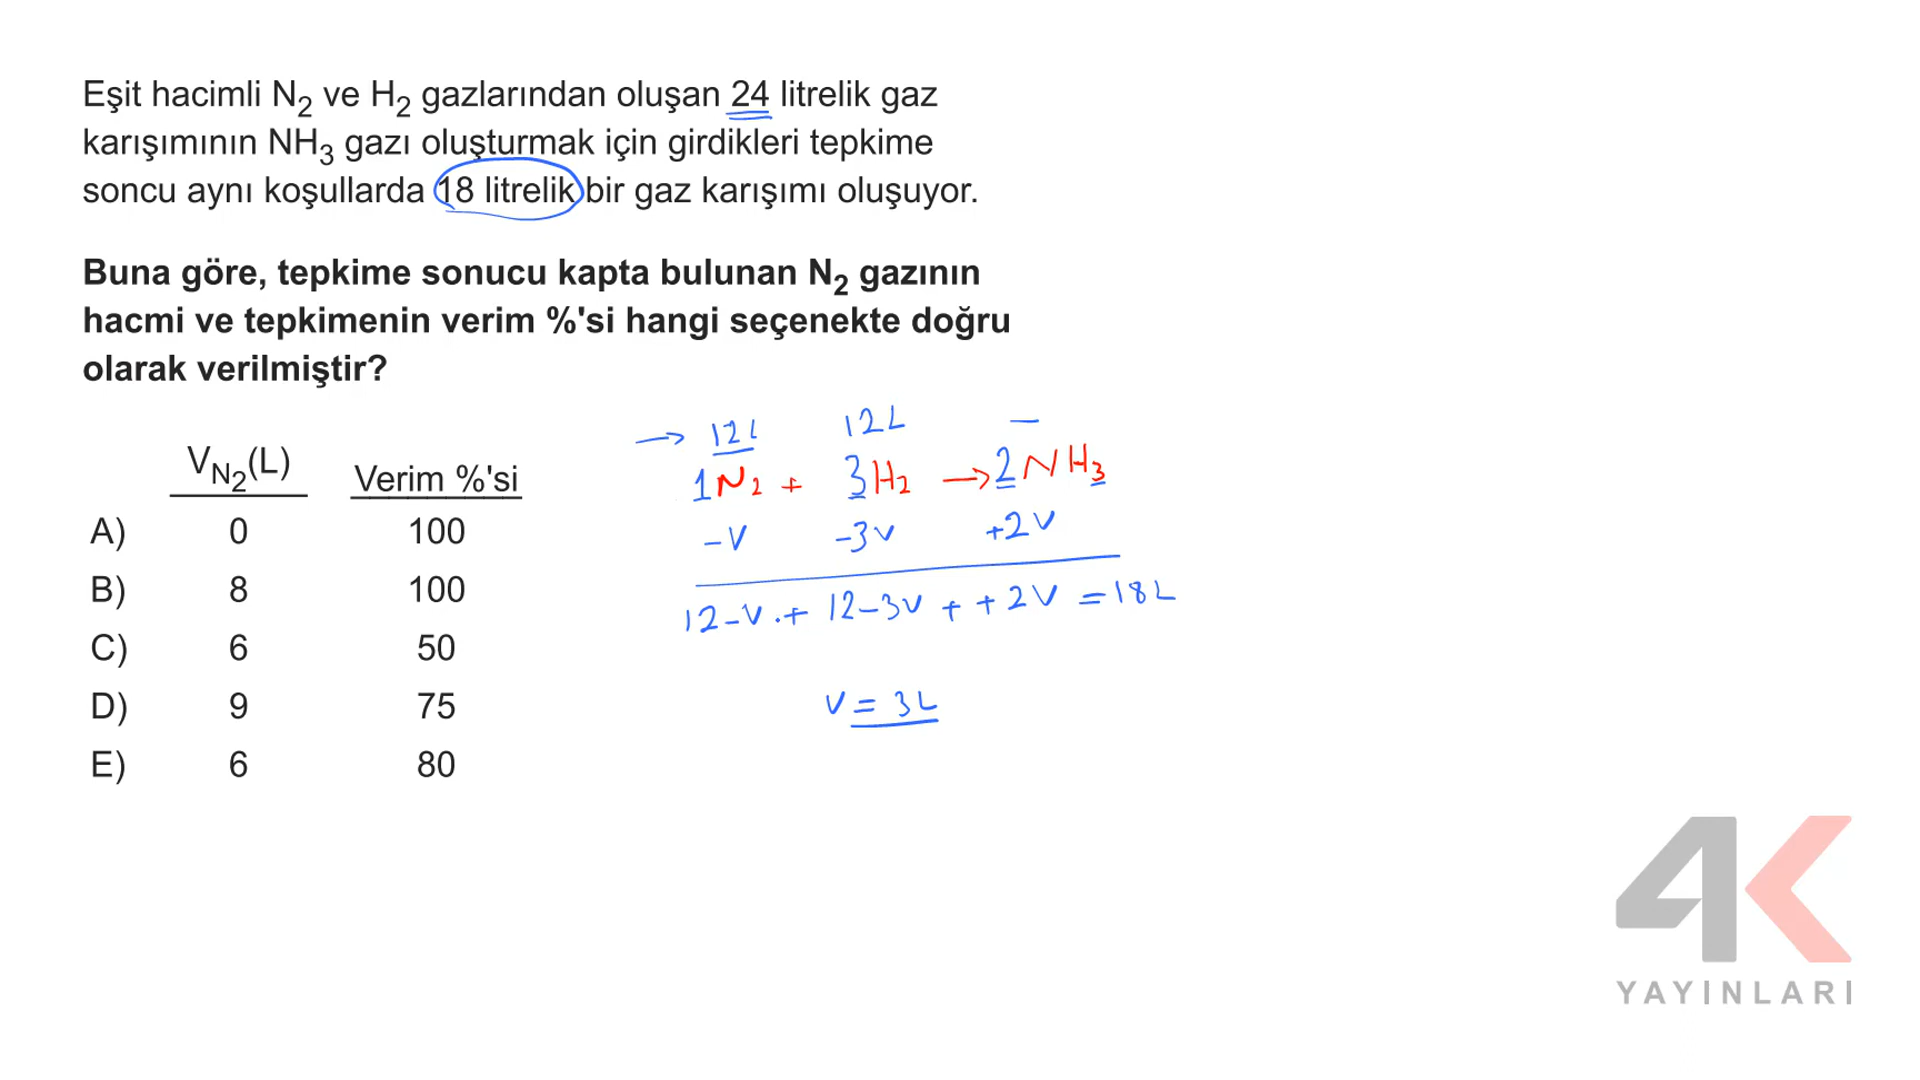 Eşit hacimli N₂ ve H₂ gazlarından oluşan 24 litrelik gaz
karışımının NH₃ gazı oluşturmak için girdikleri tepkime
soncu aynı koşullarda 18 litrelik bir gaz karışımı oluşuyor.
Buna göre, tepkime sonucu kapta bulunan N₂ gazının
hacmi ve tepkimenin verim %'si hangi seçenekte doğru
olarak verilmiştir?
V_N₂(L) Verim %'si
A) 0 100
B) 8 100
C) 6 50
D) 9 75
E) 6 80
→ 12L 12L —
1N₂ + 3H₂ → 2NH₃
-V -3V +2V
12-V. + 12-3V + +2V = 18L
V = 3L
4K
YAYINLARI